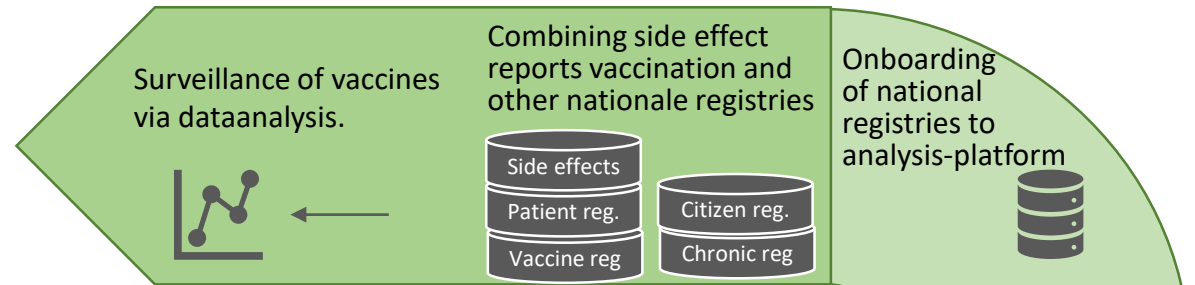 Surveillance of vaccines
via dataanalysis.
Combining side effect
reports vaccination and
other nationale registries
Side effects
Patient reg.
Vaccine reg
Citizen reg.
Chronic reg
Onboarding
of national
registries to
analysis-platform